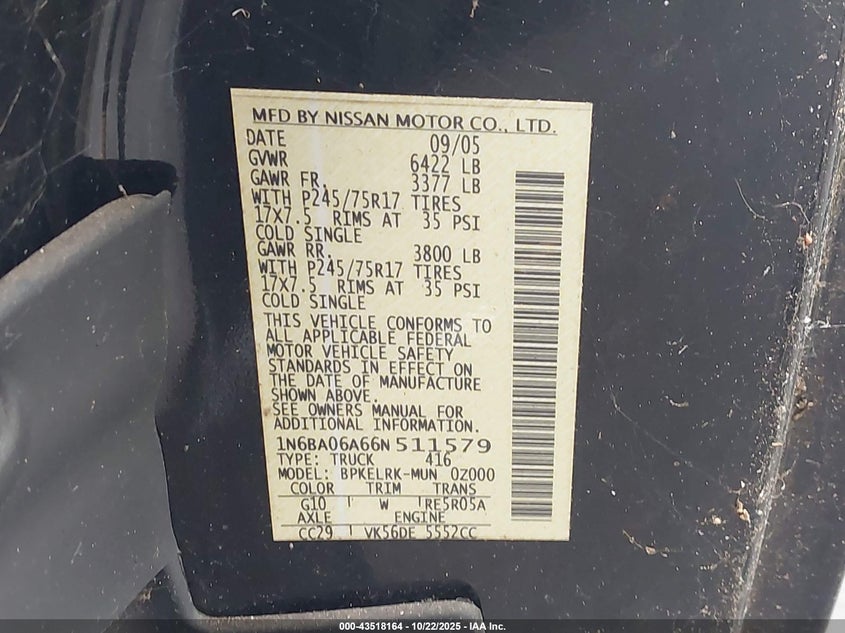 MFD BY NISSAN MOTOR CO., LTD.
DATE 09/05
GVWR 6422 LB
GAWR FR. 3377 LB
WITH P245/75R17 TIRES
17X7.5 RIMS AT 35 PSI
COLD SINGLE
GAWR RR. 3800 LB
WITH P245/75R17 TIRES
17X7.5 RIMS AT 35 PSI
COLD SINGLE
THIS VEHICLE CONFORMS TO
ALL APPLICABLE FEDERAL
MOTOR VEHICLE SAFETY
STANDARDS IN EFFECT ON
THE DATE OF MANUFACTURE
SHOWN ABOVE.
SEE OWNERS MANUAL FOR
ADDITIONAL INFORMATION.
1N6BA06A66N511579
TYPE: TRUCK 416
MODEL: BPKELRK-MUN 0Z000
COLOR TRIM TRANS
G10 W RE5R05A
AXLE ENGINE
CC29 VK56DE 5552CC
000-43518164 - 10/22/2025 - IAA Inc.